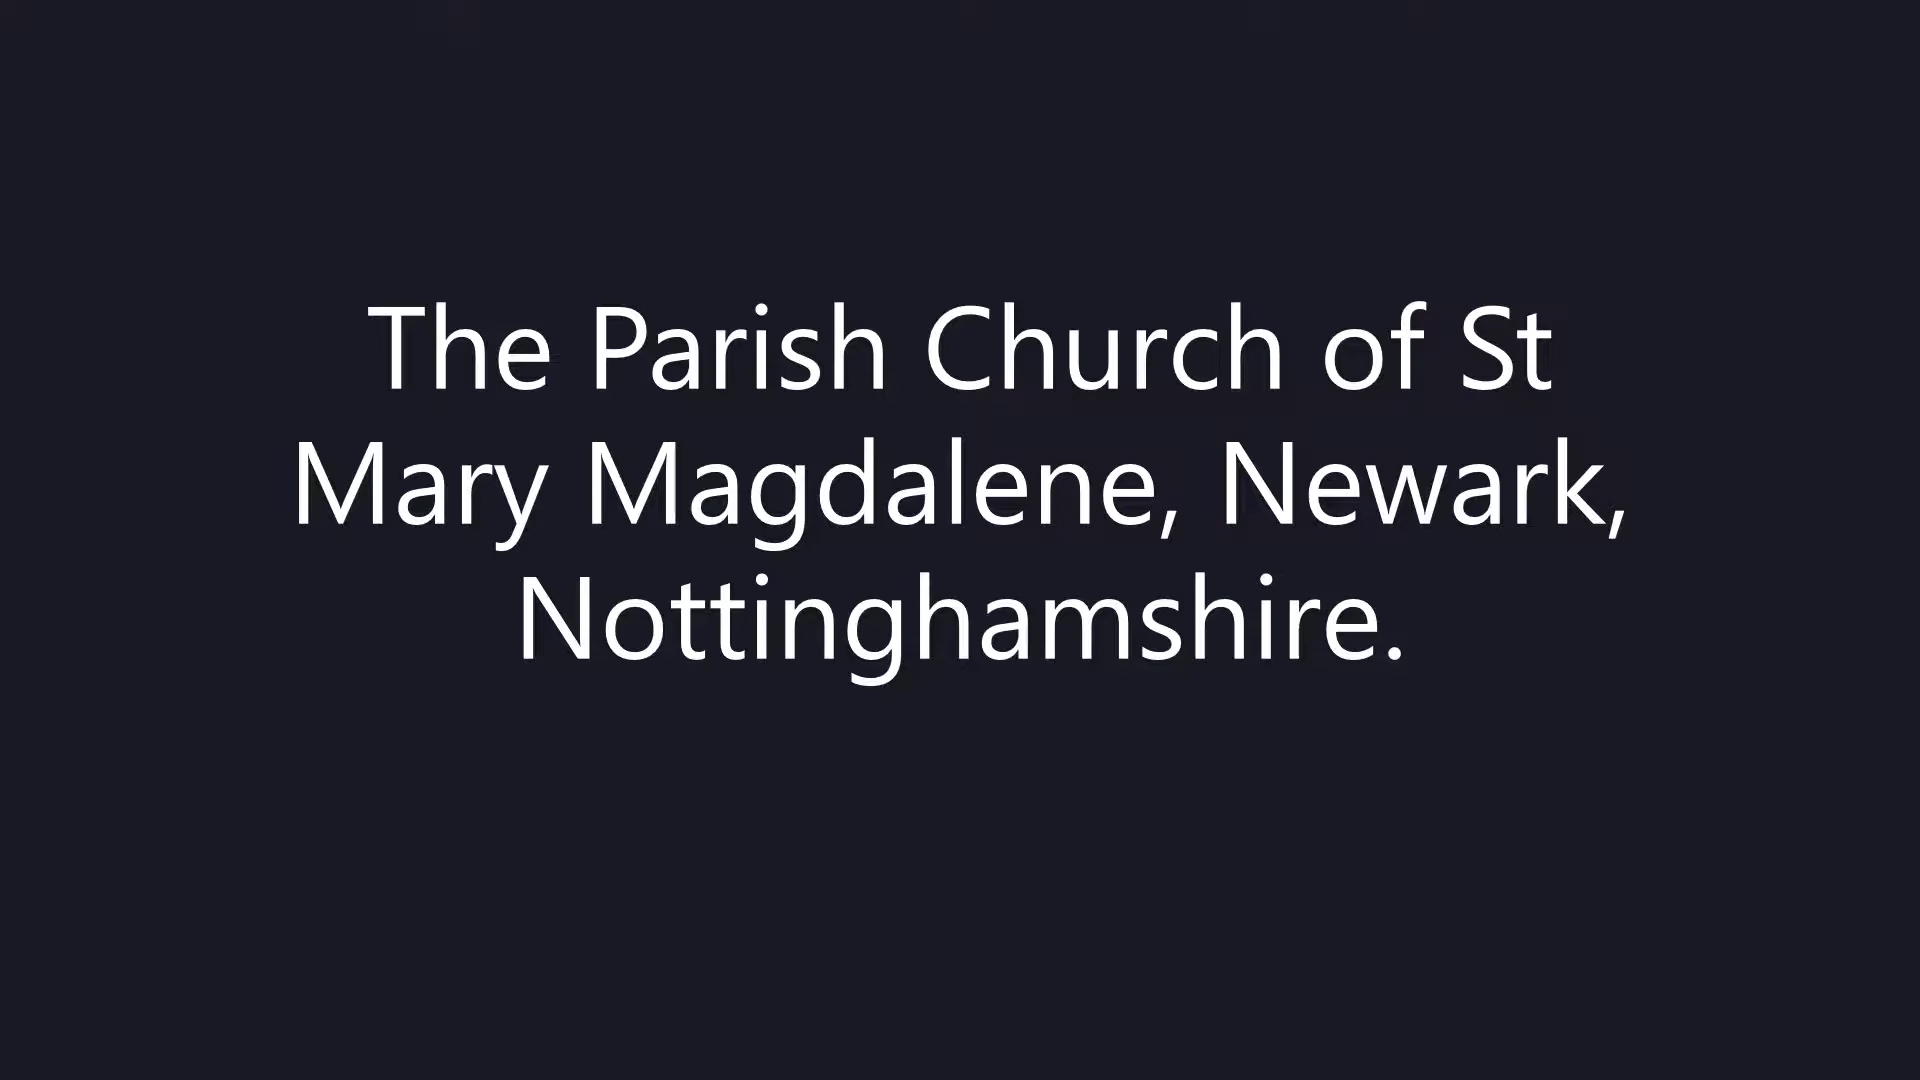 The Parish Church of St
Mary Magdalene, Newark,
Nottinghamshire.